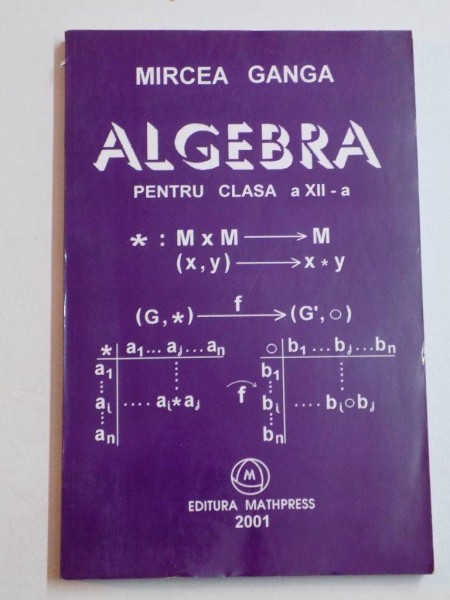 MIRCEA GANGA
ALGEBRA
PENTRU CLASA a XII - a
* : M x M ⟶ M
(x, y) ⟶ x * y
(G, *) f ⟶ (G', ○)
* a₁ ... aⱼ ... aₙ ○ b₁ ... bⱼ ... bₙ
a₁ ⋮ b₁ ⋮
⋮ ⋮
aᵢ .... aᵢ * aⱼ f bᵢ .... bᵢ ○ bⱼ
⋮ ⋮
aₙ bₙ
M
EDITURA MATHPRESS
2001